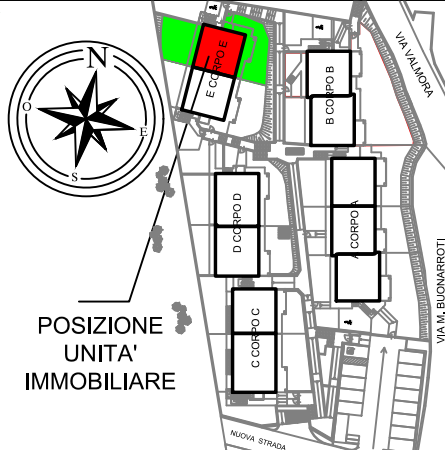 N
O
E
S
E CORPO E
B CORPO B
D CORPO D
A CORPO A
C CORPO C
VIA VALMORA
VIA M. BUONARROTI
NUOVA STRADA
POSIZIONE
UNITA'
IMMOBILIARE